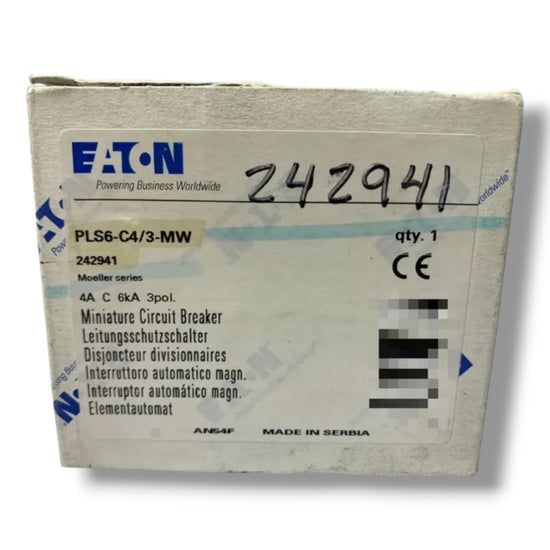 EATON
Powering Business Worldwide
242941
PLS6-C4/3-MW
qty. 1
242941
Moeller series
CE
4A C 6kA 3pol.
Miniature Circuit Breaker
Leitungsschutzschalter
Disjoncteur divisionnaires
Interruttoro automatico magn.
Interruptor automático magn.
Elementautomat
AN54F MADE IN SERBIA